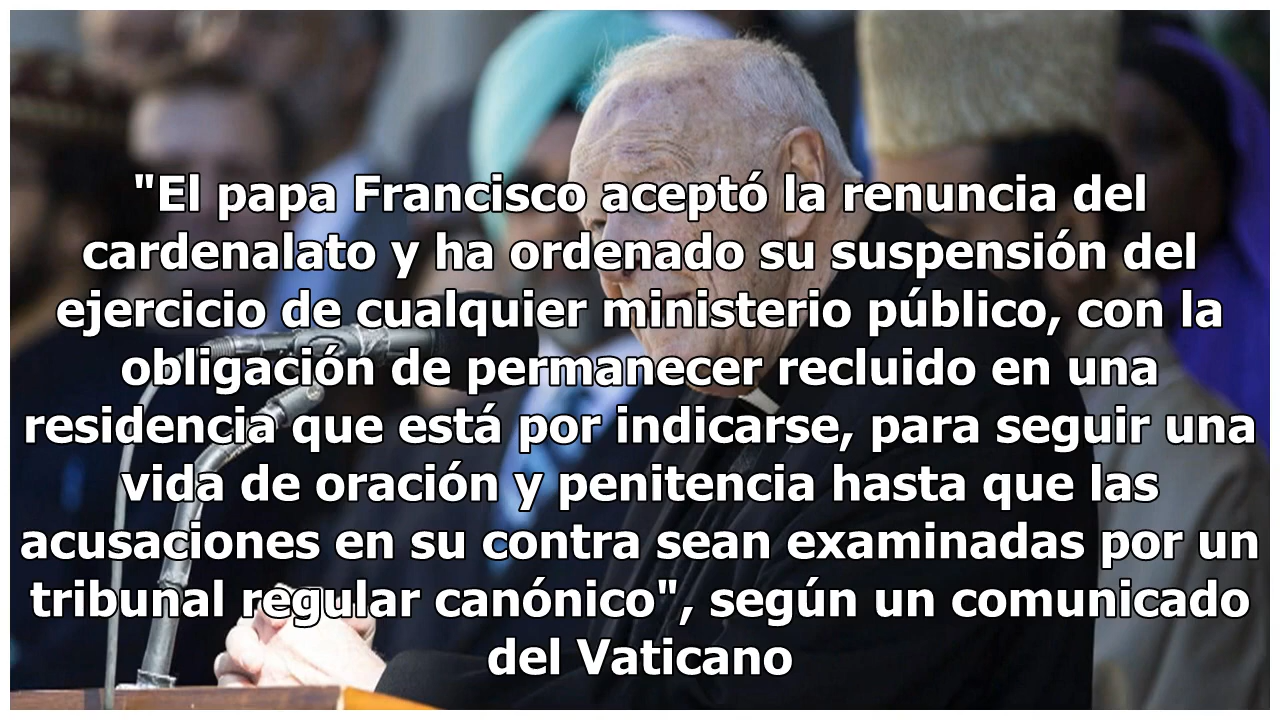 "El papa Francisco aceptó la renuncia del
cardenalato y ha ordenado su suspensión del
ejercicio de cualquier ministerio público, con la
obligación de permanecer recluido en una
residencia que está por indicarse, para seguir una
vida de oración y penitencia hasta que las
acusaciones en su contra sean examinadas por un
tribunal regular canónico", según un comunicado
del Vaticano